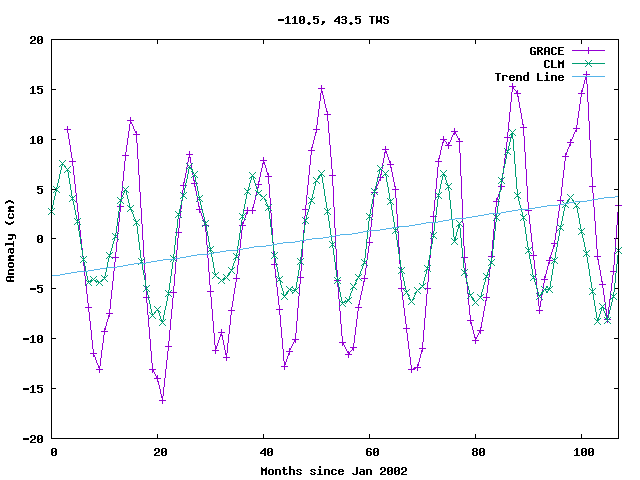 -110.5, 43.5 TWS
GRACE
CLM
Trend Line
20
15
10
5
0
-5
-10
-15
-20
Anomaly (cm)
0 20 40 60 80 100
Months since Jan 2002